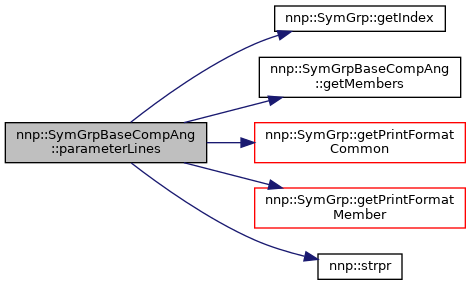 nnp::SymGrpBaseCompAng
::parameterLines
nnp::SymGrp::getIndex
nnp::SymGrpBaseCompAng
::getMembers
nnp::SymGrp::getPrintFormat
Common
nnp::SymGrp::getPrintFormat
Member
nnp::strpr